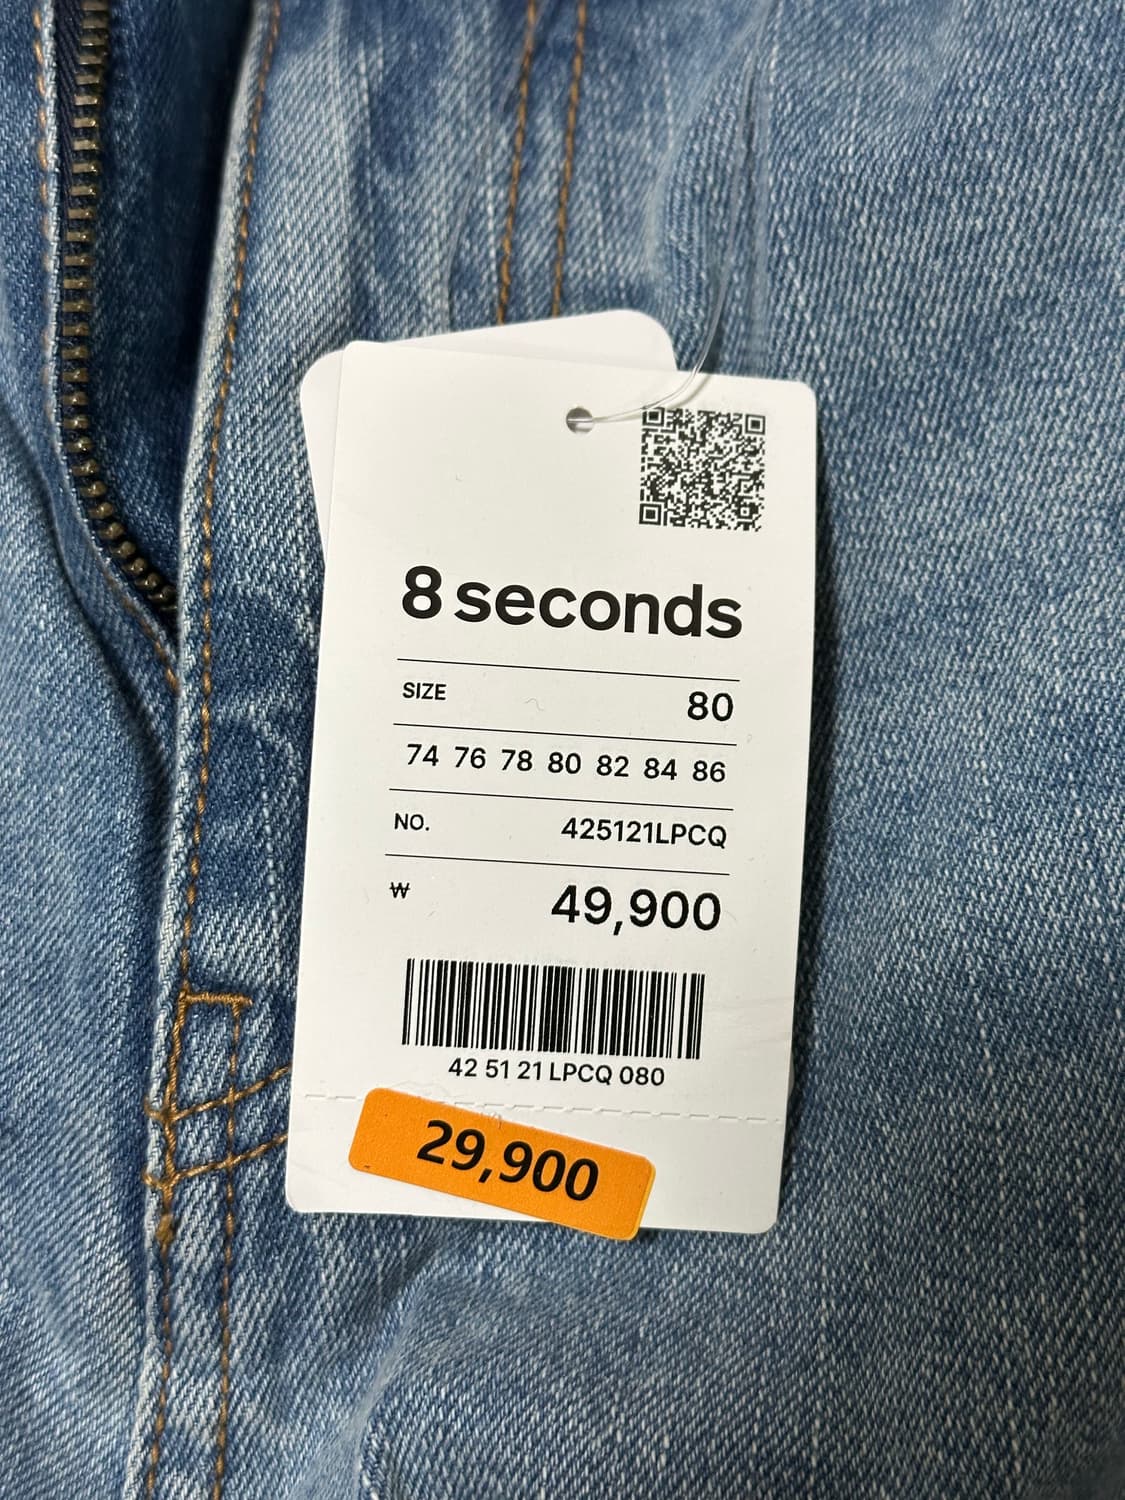 8 seconds
SIZE 80
74 76 78 80 82 84 86
NO. 425121LPCQ
₩ 49,900
42 51 21 LPCQ 080
29,900